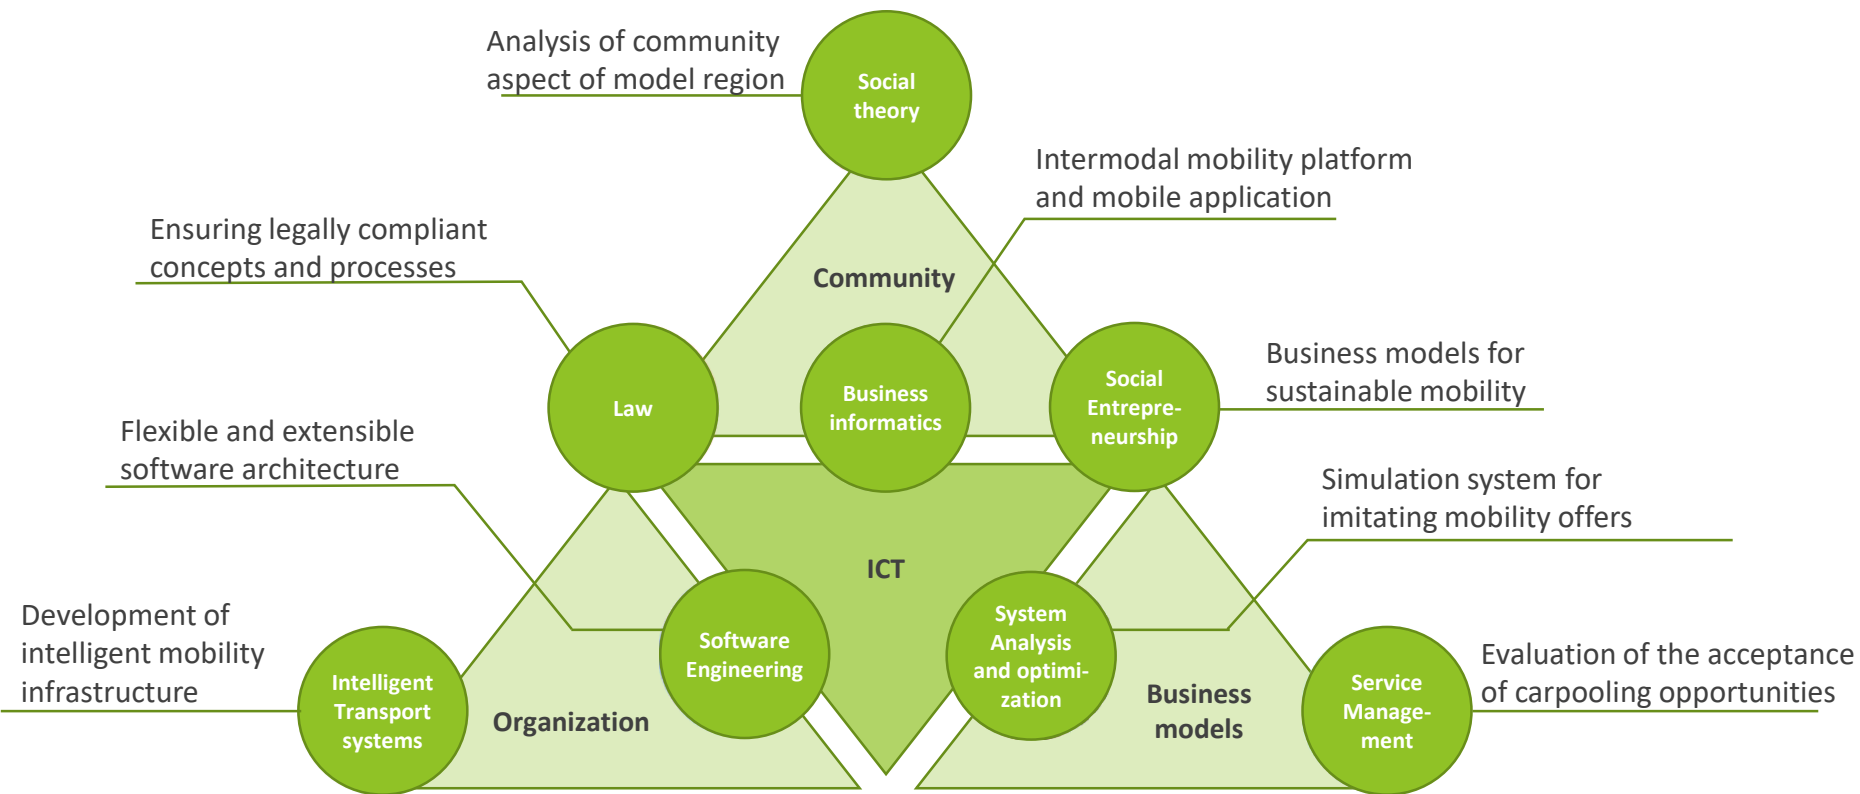 Analysis of community
aspect of model region
Social
theory
Intermodal mobility platform
and mobile application
Ensuring legally compliant
concepts and processes
Community
Law
Business
informatics
Social
Entrepre-
neurship
Business models for
sustainable mobility
Flexible and extensible
software architecture
Simulation system for
imitating mobility offers
ICT
Development of
intelligent mobility
infrastructure
Intelligent
Transport
systems
Organization
Software
Engineering
System
Analysis
and optimi-
zation
Business
models
Service
Manage-
ment
Evaluation of the acceptance
of carpooling opportunities